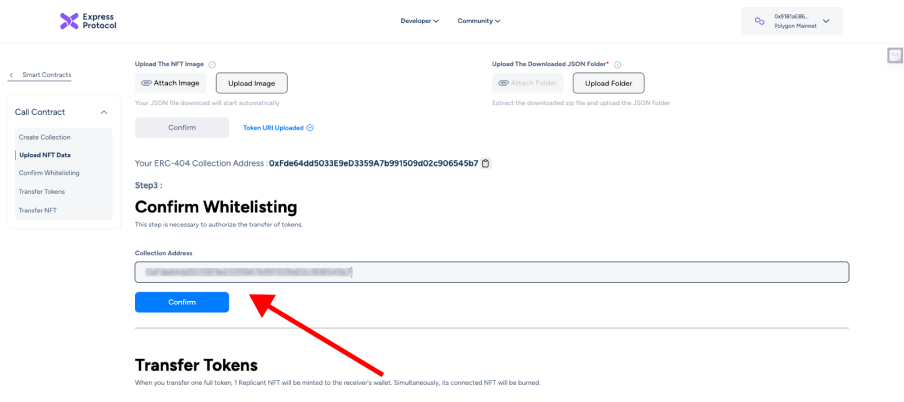 Express
Protocol
Developer
Community
0x9181aE86...
Polygon Mainnet
Smart Contracts
Call Contract
Create Collection
Upload NFT Data
Confirm Whitelisting
Transfer Tokens
Transfer NFT
Upload The NFT Image
Upload The Downloaded JSON Folder*
Attach Image
Upload Image
Attach Folder
Upload Folder
Your JSON file download will start automatically
Extract the downloaded zip file and upload the JSON folder
Confirm
Token URI Uploaded
Your ERC-404 Collection Address : 0xFde64dd5033E9eD3359A7b991509d02c906545b7
Step3 :
Confirm Whitelisting
This step is necessary to authorize the transfer of tokens.
Collection Address
Confirm
Transfer Tokens
When you transfer one full token, 1 Replicant NFT will be minted to the receiver's wallet. Simultaneously, its connected NFT will be burned.